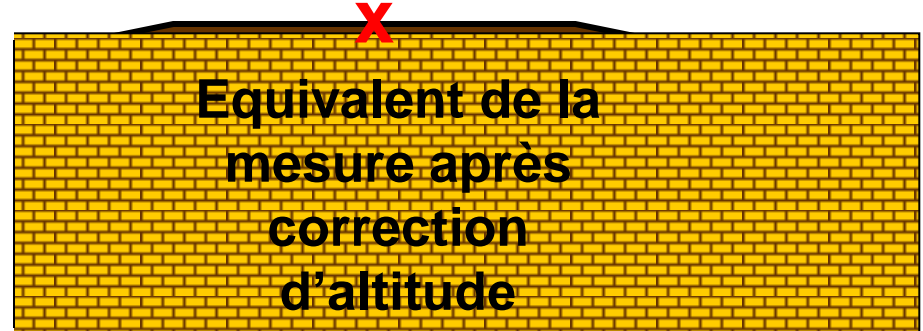 X
Equivalent de la
mesure après
correction
d’altitude